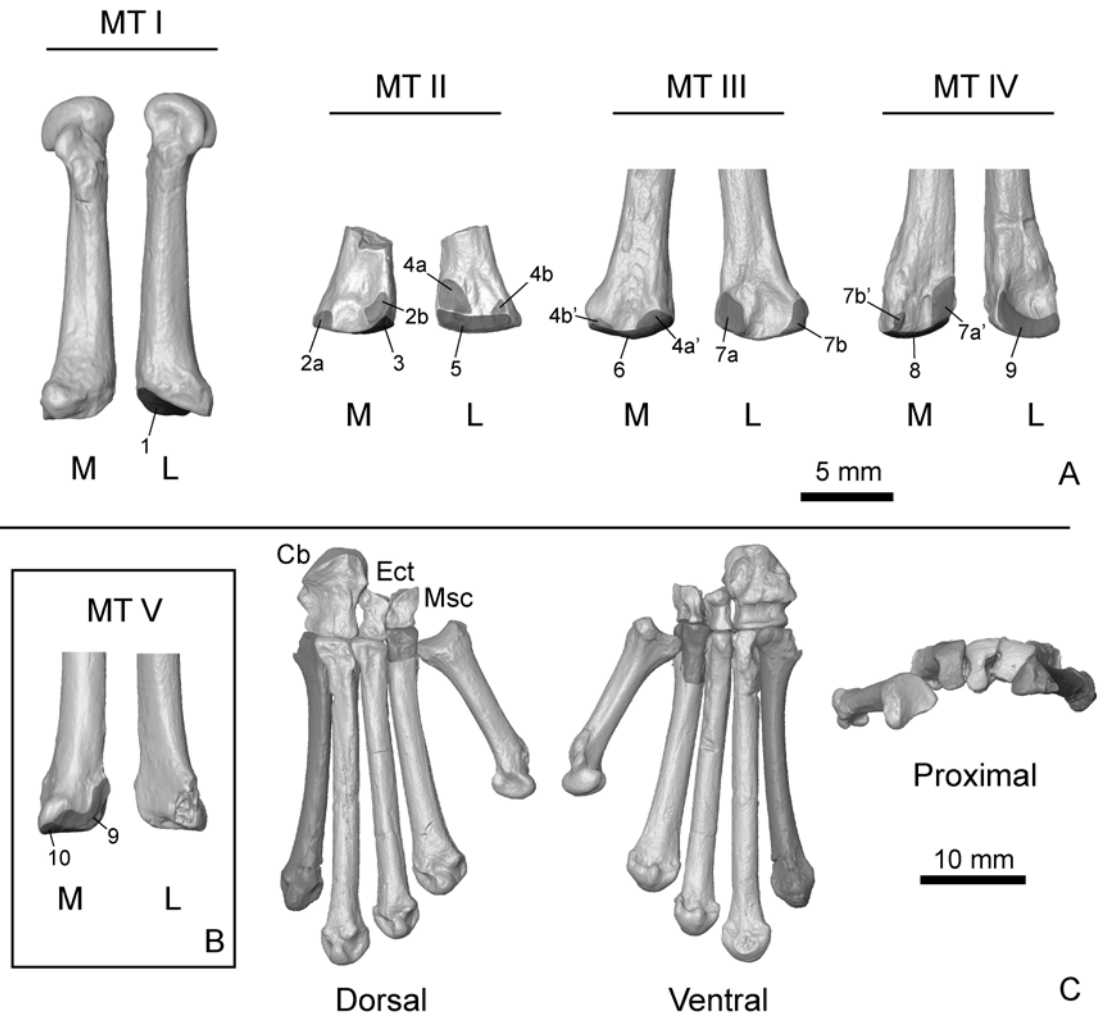 MT I
MT II
MT III
MT IV
4a
4b
2b
2a
3
5
4b'
4a'
6
7a
7b
7b'
7a'
8
9
1
M
L
M
L
M
L
M
L
5 mm
A
MT V
10
9
M
L
B
Cb
Ect
Msc
Proximal
10 mm
Dorsal
Ventral
C